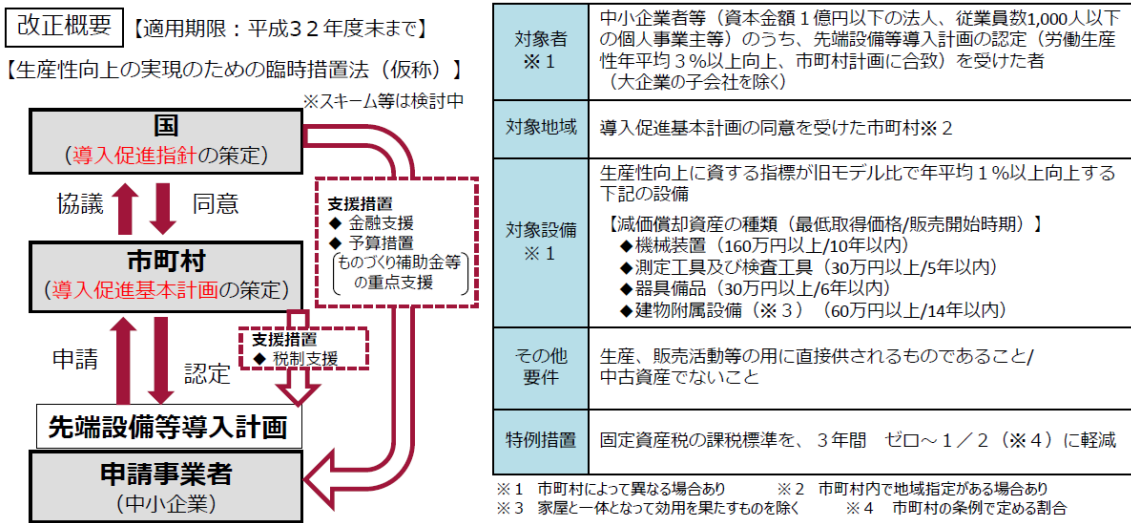 改正概要 【適用期限:平成32年度末まで】
【生産性向上の実現のための臨時措置法(仮称)】
※スキーム等は検討中
国
(導入促進指針の策定)
協議
同意
支援措置
◆ 金融支援
◆ 予算措置
(ものづくり補助金等
の重点支援)
市町村
(導入促進基本計画の策定)
支援措置
◆ 税制支援
申請
認定
先端設備等導入計画
申請事業者
(中小企業)
対象者
※1
中小企業者等(資本金額1億円以下の法人、従業員数1,000人以下
の個人事業主等)のうち、先端設備等導入計画の認定(労働生産
性年平均3%以上向上、市町村計画に合致)を受けた者
(大企業の子会社を除く)
対象地域
導入促進基本計画の同意を受けた市町村※2
対象設備
※1
生産性向上に資する指標が旧モデル比で年平均1%以上向上する
下記の設備
【減価償却資産の種類(最低取得価格/販売開始時期)】
◆機械装置(160万円以上/10年以内)
◆測定工具及び検査工具(30万円以上/5年以内)
◆器具備品(30万円以上/6年以内)
◆建物附属設備(※3)(60万円以上/14年以内)
その他
要件
生産、販売活動等の用に直接供されるものであること/
中古資産でないこと
特例措置
固定資産税の課税標準を、3年間 ゼロ~1/2(※4)に軽減
※1 市町村によって異なる場合あり ※2 市町村内で地域指定がある場合あり
※3 家屋と一体となって効用を果たすものを除く ※4 市町村の条例で定める割合